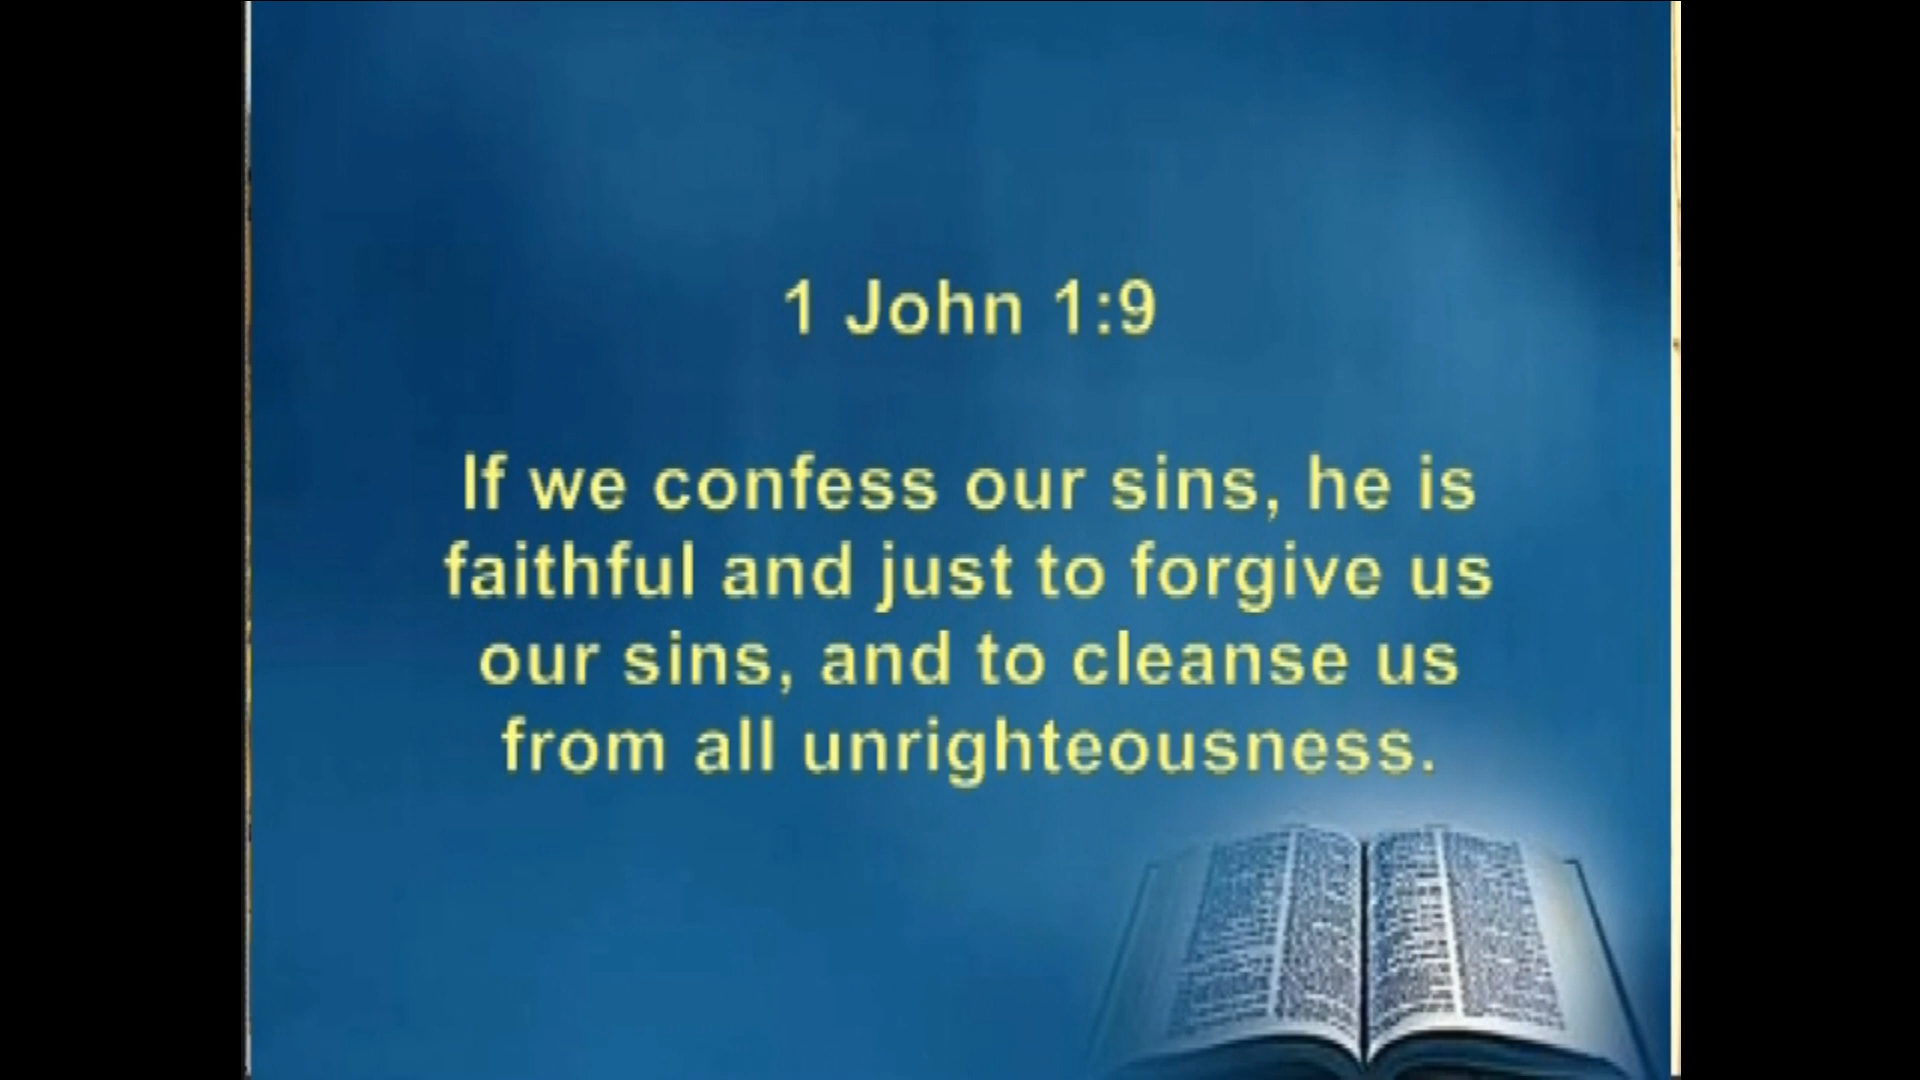 1 John 1:9
If we confess our sins, he is
faithful and just to forgive us
our sins, and to cleanse us
from all unrighteousness.